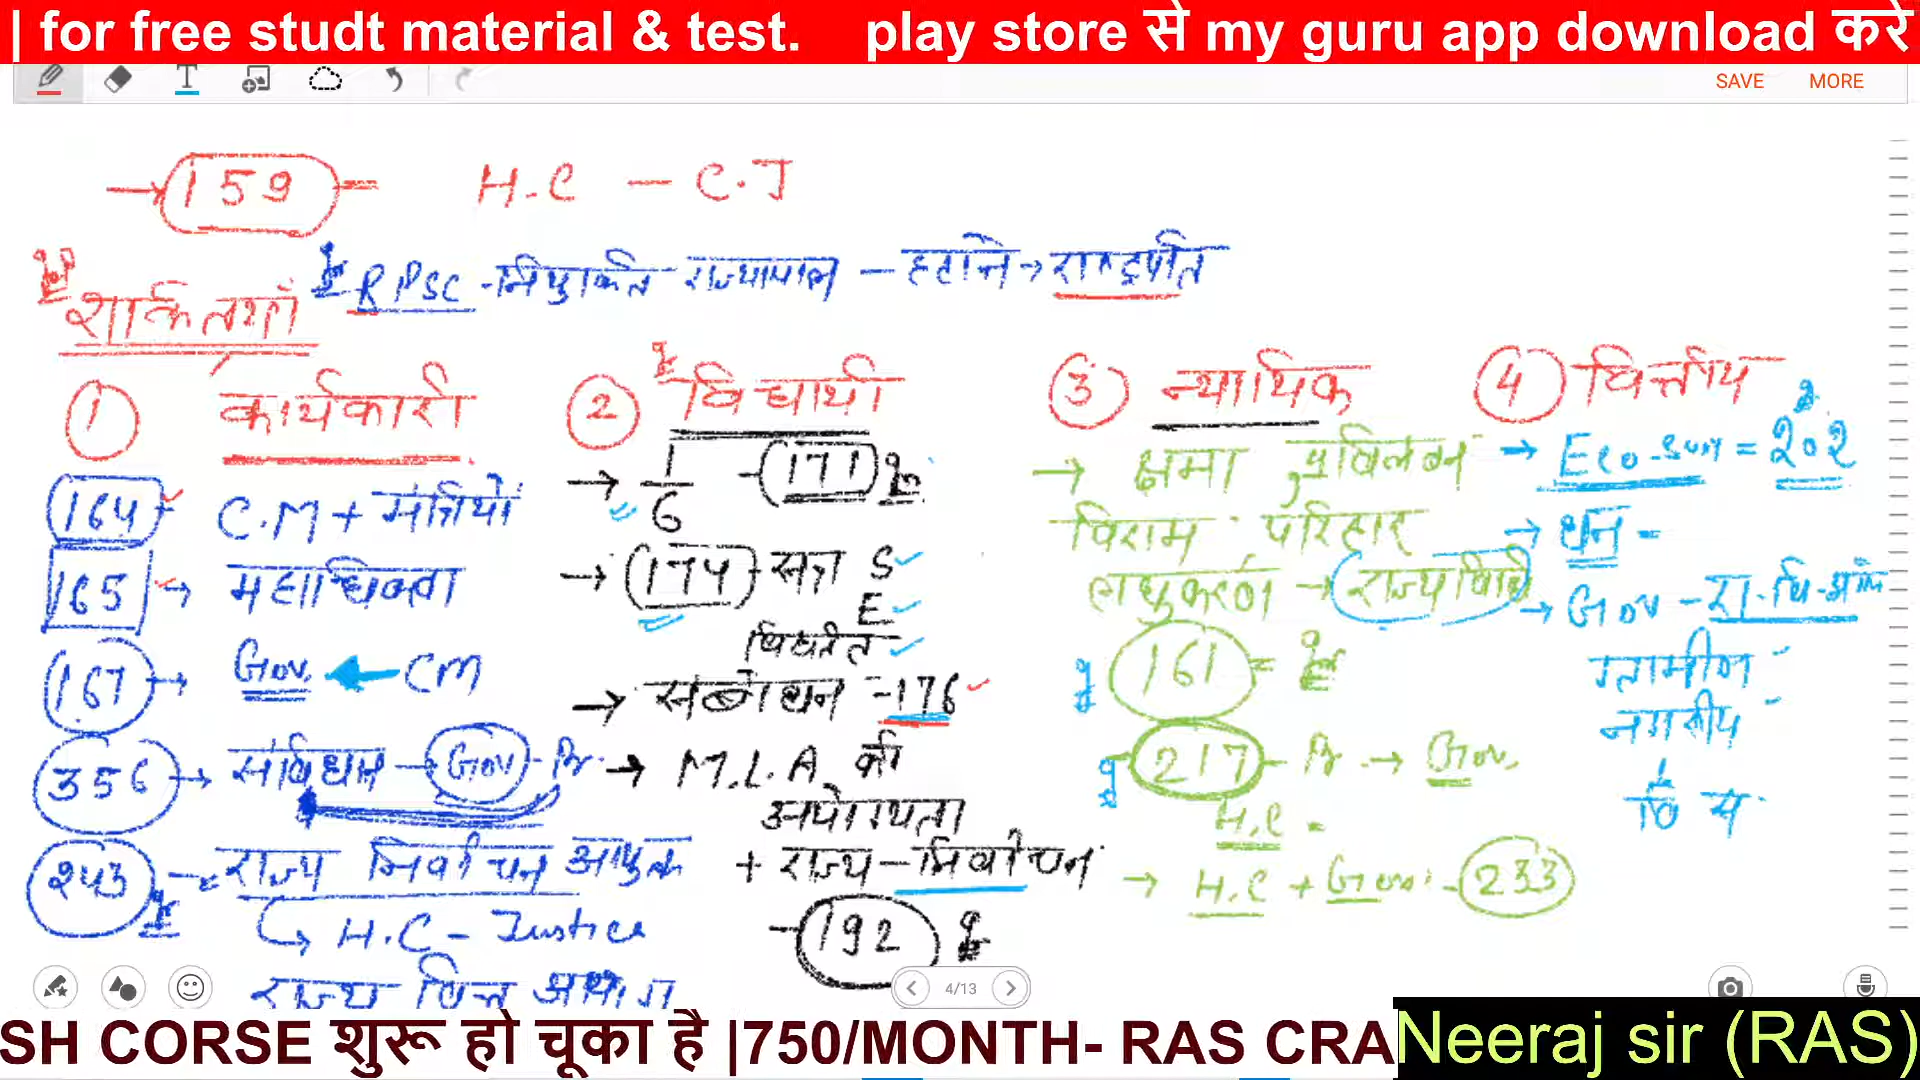 | for free studt material & test. play store से my guru app download करे
SAVE MORE
→ 159 = H.C - C.J
RPSC - नियुक्ति राज्यपाल - हटाने → राष्ट्रपति
शक्तियाँ
1 कार्यकारी
164 C.M + मंत्रियों
165 → महाधिवक्ता
167 → Gov. ← CM
356 → संविधान - Gov - Pr.
243 - राज्य निर्वाचन आयुक्त
H.C - Justice
राज्य वित्त आयोग
2 विधायी
→ 1/6 - 171
→ 174 - सत्र S
E
विघटित
→ सम्बोधन - 176
→ M.L.A की
अयोग्यता
+ राज्य - निर्वाचन
- 192
3 न्यायिक
→ क्षमा, प्रविलंबन
विराम परिहार
लघुकरण → राज्य विधि
161 =
217 - Pr. → Gov.
H.C =
→ H.C + Gov. - 233
4 वित्तीय
→ Eco-Sur = 202
→ धन =
→ Gov - रा. वि. आ
ग्रामीण
नगरीय
वि स
4/13
SH CORSE शुरू हो चूका है |750/MONTH- RAS CRA
Neeraj sir (RAS)